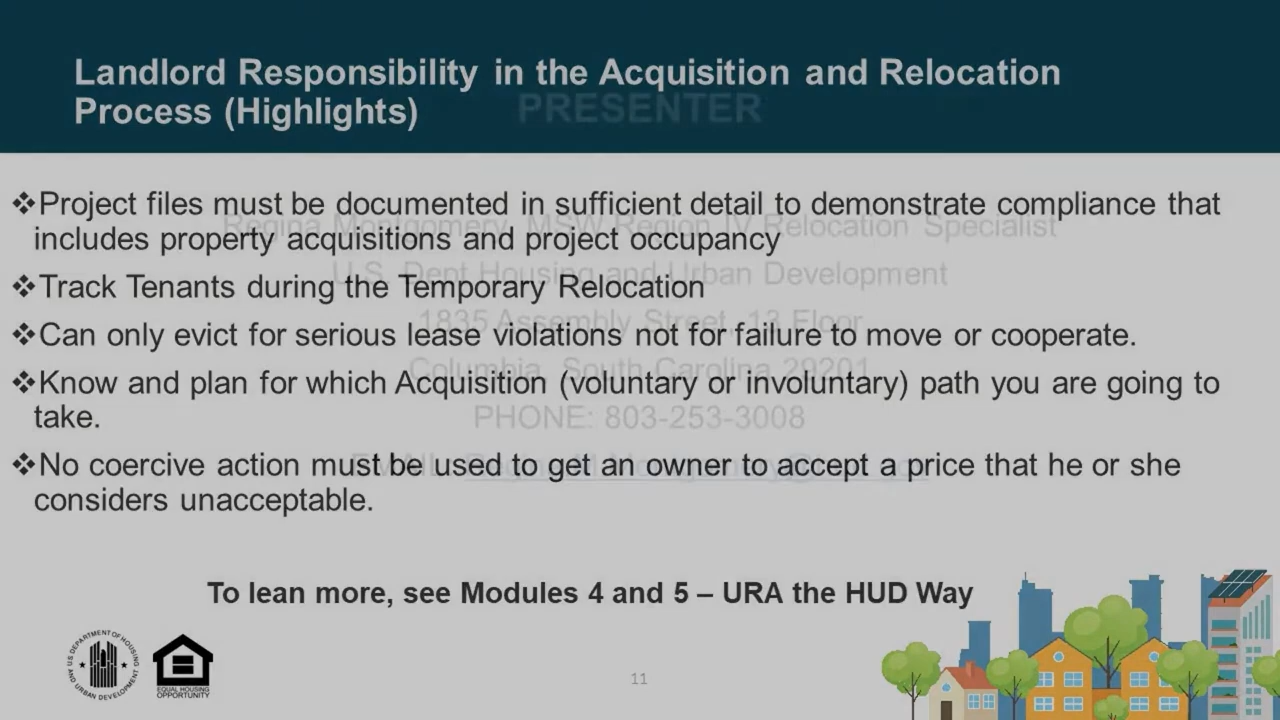 Landlord Responsibility in the Acquisition and Relocation
Process (Highlights)
PRESENTER
❖Project files must be documented in sufficient detail to demonstrate compliance that
includes property acquisitions and project occupancy
❖Track Tenants during the Temporary Relocation
❖Can only evict for serious lease violations not for failure to move or cooperate.
❖Know and plan for which Acquisition (voluntary or involuntary) path you are going to
take.
❖No coercive action must be used to get an owner to accept a price that he or she
considers unacceptable.
Regina Montgomery, MSW Region IV Relocation Specialist
U.S. Dept Housing and Urban Development
1835 Assembly Street, 13 Floor
Columbia, South Carolina 29201
PHONE: 803-253-3008
To lean more, see Modules 4 and 5 – URA the HUD Way
U.S. DEPARTMENT OF HOUSING
AND URBAN DEVELOPMENT
EQUAL HOUSING
OPPORTUNITY
11